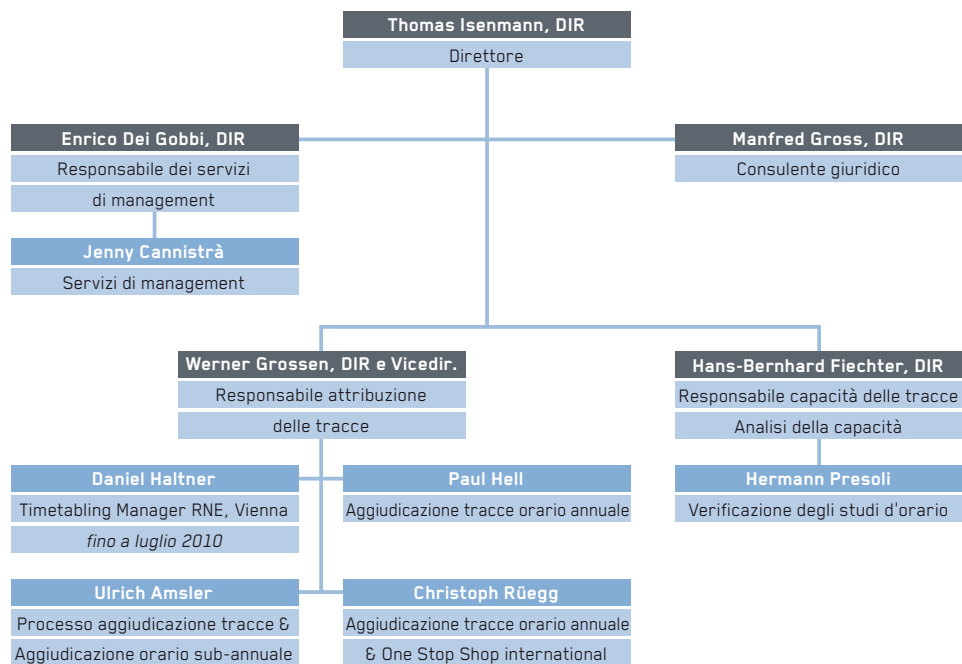 Thomas Isenmann, DIR
Direttore
Enrico Dei Gobbi, DIR
Responsabile dei servizi
di management
Manfred Gross, DIR
Consulente giuridico
Jenny Cannistrà
Servizi di management
Werner Grossen, DIR e Vicedir.
Responsabile attribuzione
delle tracce
Hans-Bernhard Fiechter, DIR
Responsabile capacità delle tracce
Analisi della capacità
Daniel Haltner
Timetabling Manager RNE, Vienna
fino a luglio 2010
Paul Hell
Aggiudicazione tracce orario annuale
Hermann Presoli
Verificazione degli studi d'orario
Ulrich Amsler
Processo aggiudicazione tracce &
Aggiudicazione orario sub-annuale
Christoph Rüegg
Aggiudicazione tracce orario annuale
& One Stop Shop international